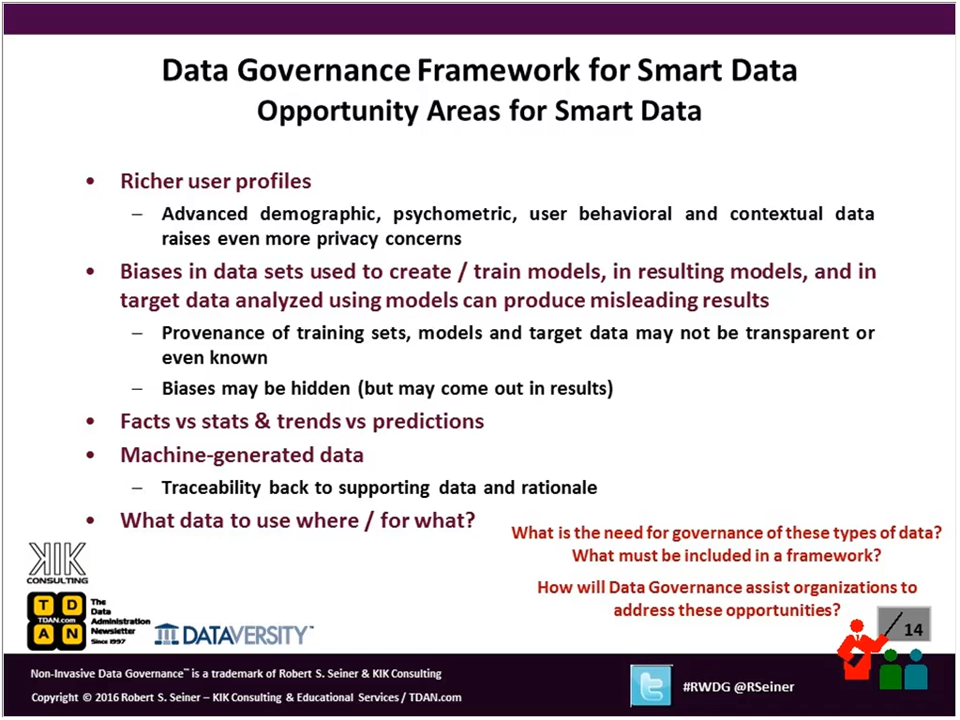 Data Governance Framework for Smart Data
Opportunity Areas for Smart Data
• Richer user profiles
– Advanced demographic, psychometric, user behavioral and contextual data
raises even more privacy concerns
• Biases in data sets used to create / train models, in resulting models, and in
target data analyzed using models can produce misleading results
– Provenance of training sets, models and target data may not be transparent or
even known
– Biases may be hidden (but may come out in results)
• Facts vs stats & trends vs predictions
• Machine-generated data
– Traceability back to supporting data and rationale
• What data to use where / for what?
What is the need for governance of these types of data?
What must be included in a framework?
How will Data Governance assist organizations to
address these opportunities?
KIK
CONSULTING
T D
TDAN.com
A N
The
Data
Administration
Newsletter
Since 1997
DATAVERSITY™
14
Non-Invasive Data Governance™ is a trademark of Robert S. Seiner & KIK Consulting
Copyright © 2016 Robert S. Seiner – KIK Consulting & Educational Services / TDAN.com
#RWDG @RSeiner